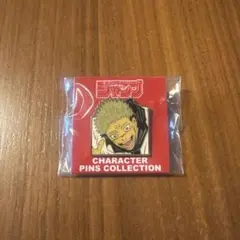 ジャンプ
CHARACTER
PINS COLLECTION